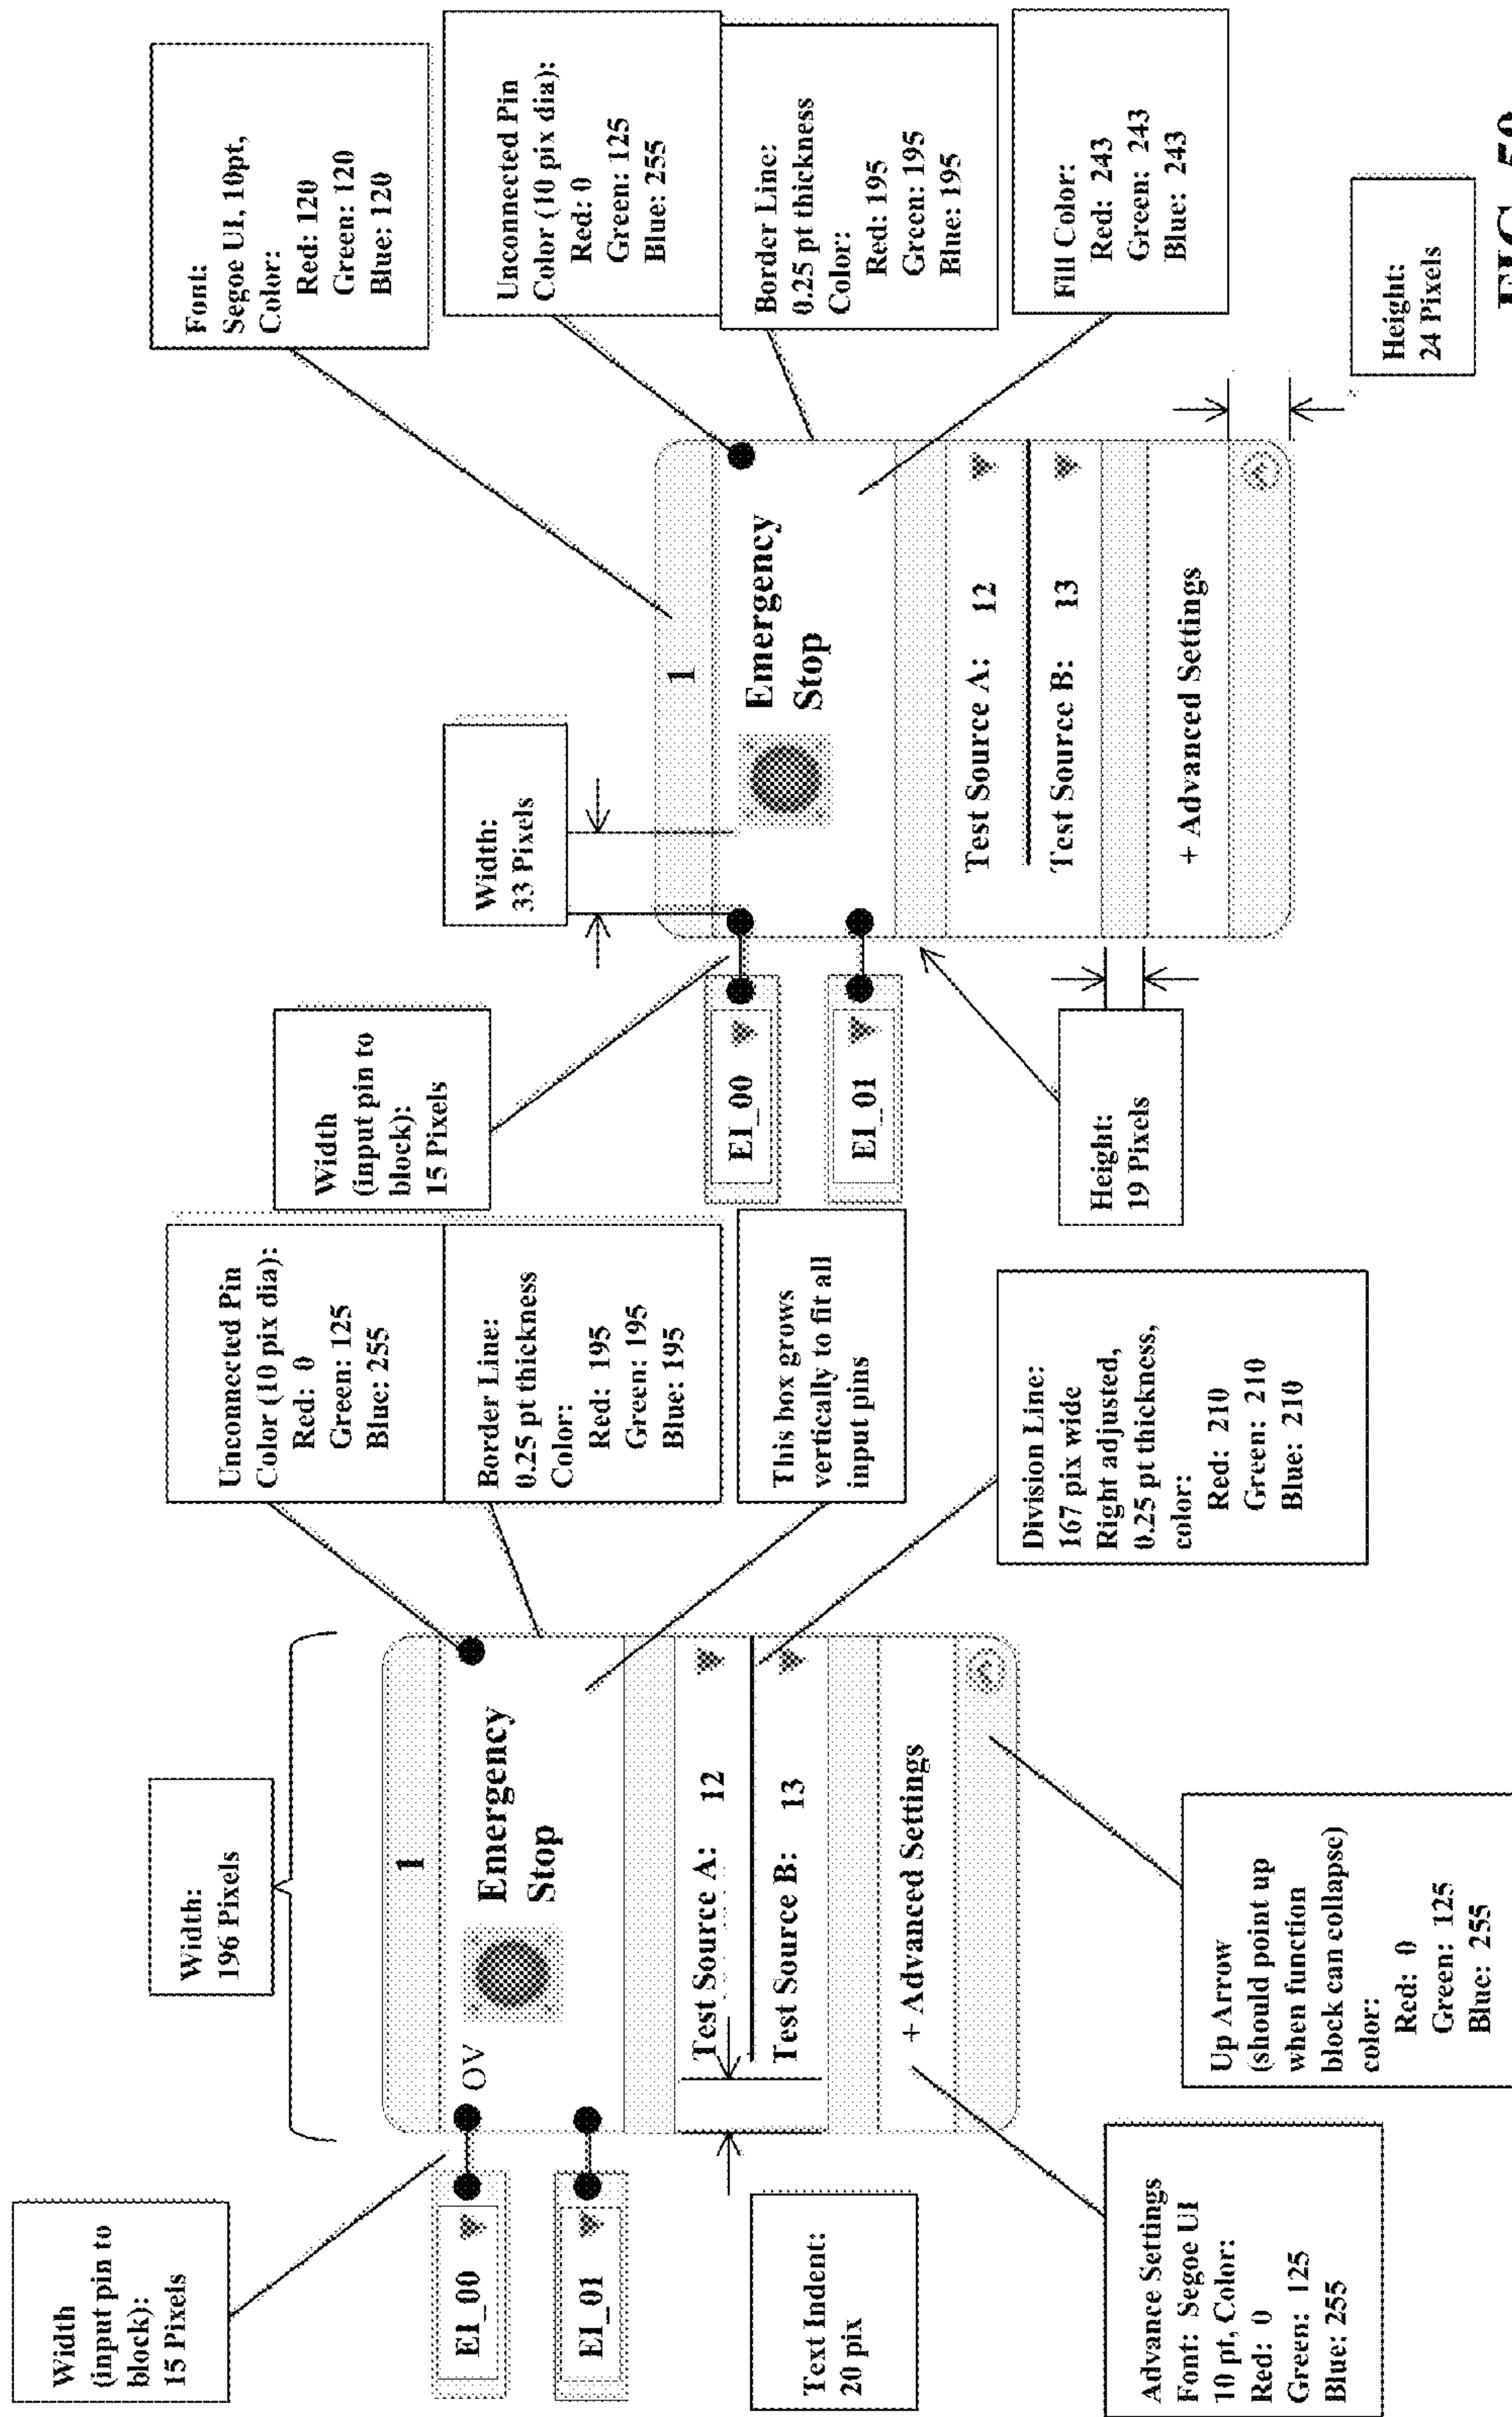 Width
(input pin to
block):
15 Pixels
Width:
196 Pixels
Unconnected Pin
Color (10 pix dia):
Red: 0
Green: 125
Blue: 255
Border Line:
0.25 pt thickness
Color:
Red: 195
Green: 195
Blue: 195
This box grows
vertically to fit all
input pins
Division Line:
167 pix wide
Right adjusted,
0.25 pt thickness,
color:
Red: 210
Green: 210
Blue: 210
1
OV
Emergency
Stop
EI_00
EI_01
Test Source A: 12
Test Source B: 13
+ Advanced Settings
Text Indent:
20 pix
Advance Settings
Font: Segoe UI
10 pt, Color:
Red: 0
Green: 125
Blue: 255
Up Arrow
(should point up
when function
block can collapse)
color:
Red: 0
Green: 125
Blue: 255
Width
(input pin to
block):
15 Pixels
Width:
33 Pixels
Font:
Segoe UI, 10pt,
Color:
Red: 120
Green: 120
Blue: 120
Unconnected Pin
Color (10 pix dia):
Red: 0
Green: 125
Blue: 255
Border Line:
0.25 pt thickness
Color:
Red: 195
Green: 195
Blue: 195
Fill Color:
Red: 243
Green: 243
Blue: 243
1
Emergency
Stop
EI_00
EI_01
Test Source A: 12
Test Source B: 13
+ Advanced Settings
Height:
19 Pixels
Height:
24 Pixels